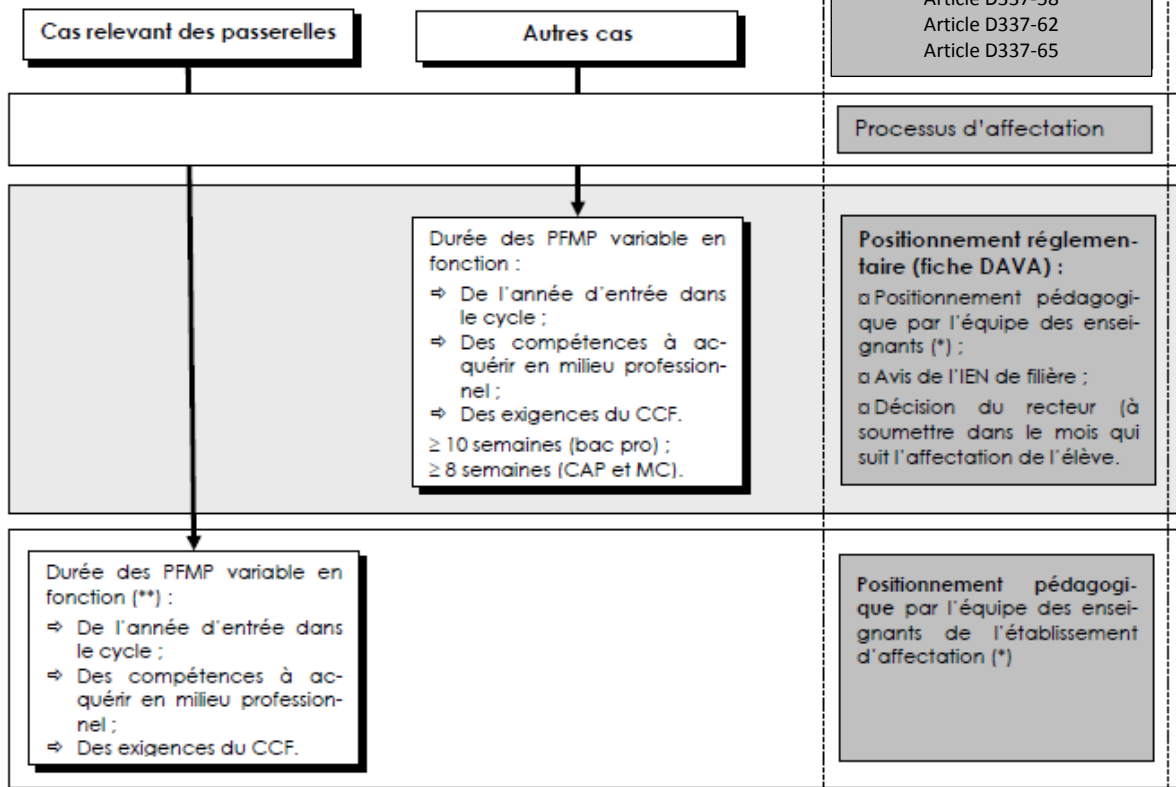 Cas relevant des passerelles
Autres cas
Article D337-58
Article D337-62
Article D337-65
Processus d'affectation
Durée des PFMP variable en
fonction :
⇨ De l'année d'entrée dans
le cycle ;
⇨ Des compétences à ac-
quérir en milieu profession-
nel ;
⇨ Des exigences du CCF.
≥ 10 semaines (bac pro) ;
≥ 8 semaines (CAP et MC).
Positionnement réglemen-
taire (fiche DAVA) :
¤ Positionnement pédagogi-
que par l'équipe des ensei-
gnants (*) ;
¤ Avis de l'IEN de filière ;
¤ Décision du recteur (à
soumettre dans le mois qui
suit l'affectation de l'élève.
Durée des PFMP variable en
fonction (**) :
⇨ De l'année d'entrée dans
le cycle ;
⇨ Des compétences à ac-
quérir en milieu profession-
nel ;
⇨ Des exigences du CCF.
Positionnement pédagogi-
que par l'équipe des ensei-
gnants de l'établissement
d'affectation (*)